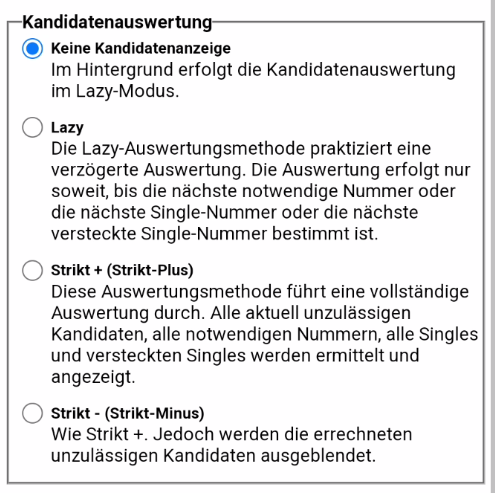 Kandidatenauswertung
Keine Kandidatenanzeige
Im Hintergrund erfolgt die Kandidatenauswertung
im Lazy-Modus.
Lazy
Die Lazy-Auswertungsmethode praktiziert eine
verzögerte Auswertung. Die Auswertung erfolgt nur
soweit, bis die nächste notwendige Nummer oder
die nächste Single-Nummer oder die nächste
versteckte Single-Nummer bestimmt ist.
Strikt + (Strikt-Plus)
Diese Auswertungsmethode führt eine vollständige
Auswertung durch. Alle aktuell unzulässigen
Kandidaten, alle notwendigen Nummern, alle Singles
und versteckten Singles werden ermittelt und
angezeigt.
Strikt - (Strikt-Minus)
Wie Strikt +. Jedoch werden die errechneten
unzulässigen Kandidaten ausgeblendet.